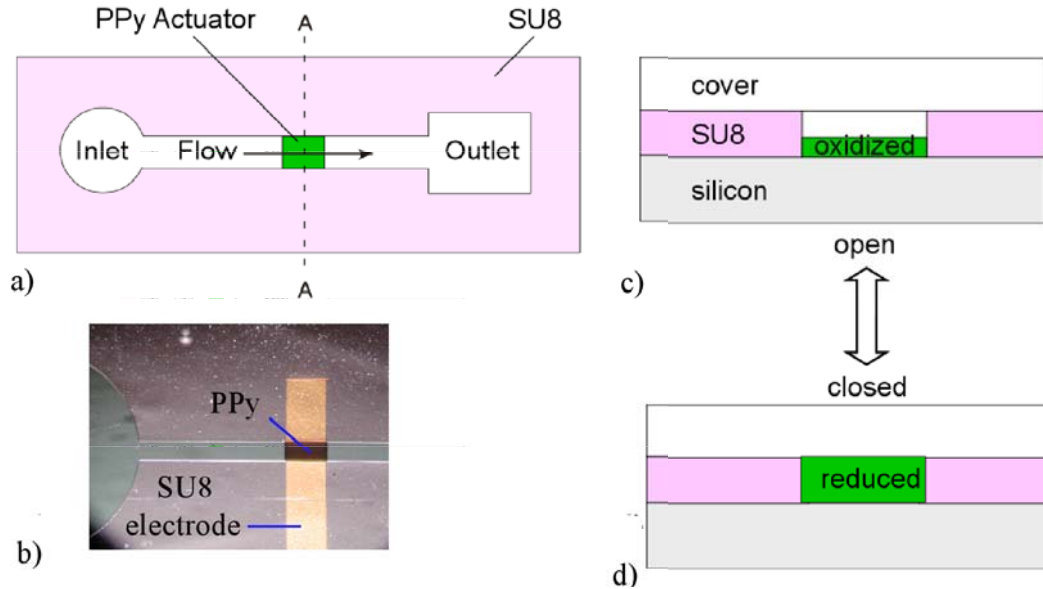 PPy Actuator
A
SU8
Inlet
Flow
Outlet
A
a)
PPy
SU8
electrode
b)
cover
SU8
oxidized
silicon
open
c)
closed
reduced
d)